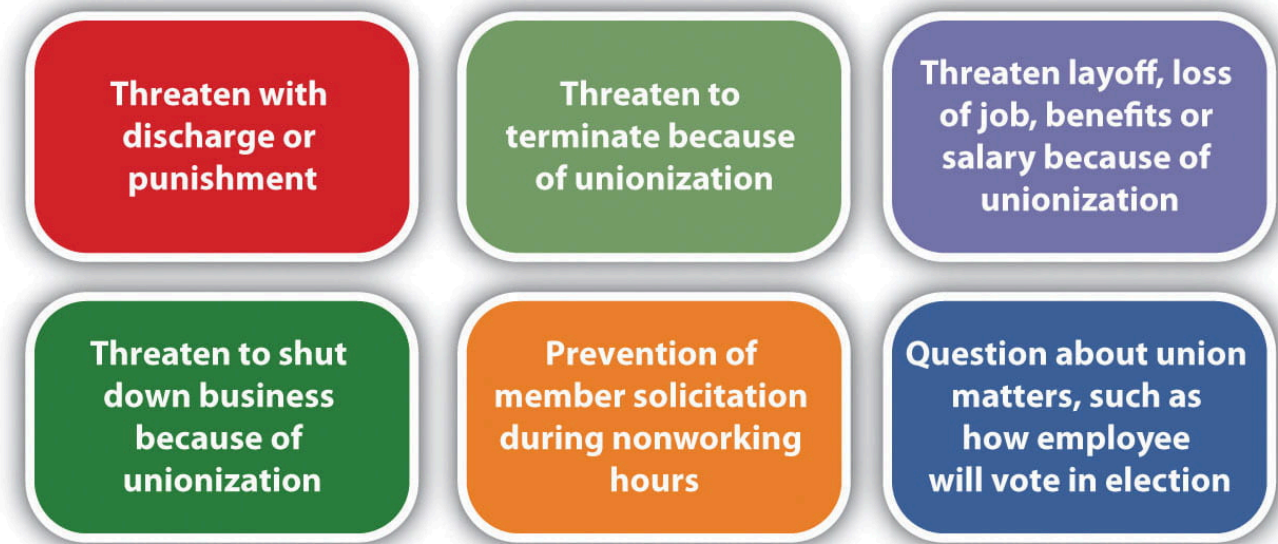 Threaten with
discharge or
punishment
Threaten to
terminate because
of unionization
Threaten layoff, loss
of job, benefits or
salary because of
unionization
Threaten to shut
down business
because of
unionization
Prevention of
member solicitation
during nonworking
hours
Question about union
matters, such as
how employee
will vote in election